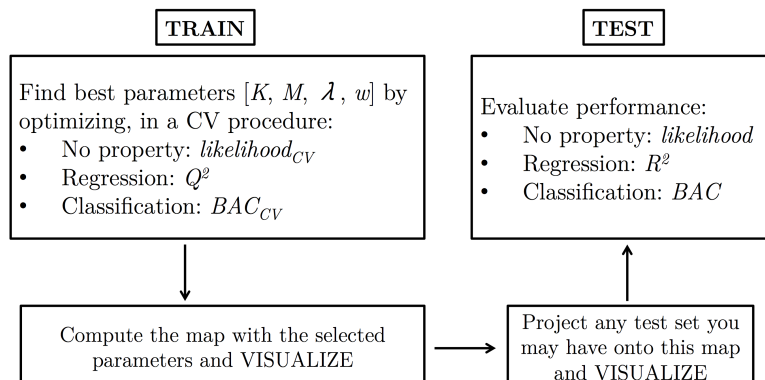 TRAIN
Find best parameters [K, M, λ, w] by
optimizing, in a CV procedure:
• No property: likelihood_CV
• Regression: Q²
• Classification: BAC_CV
Compute the map with the selected
parameters and VISUALIZE
Project any test set you
may have onto this map
and VISUALIZE
TEST
Evaluate performance:
• No property: likelihood
• Regression: R²
• Classification: BAC